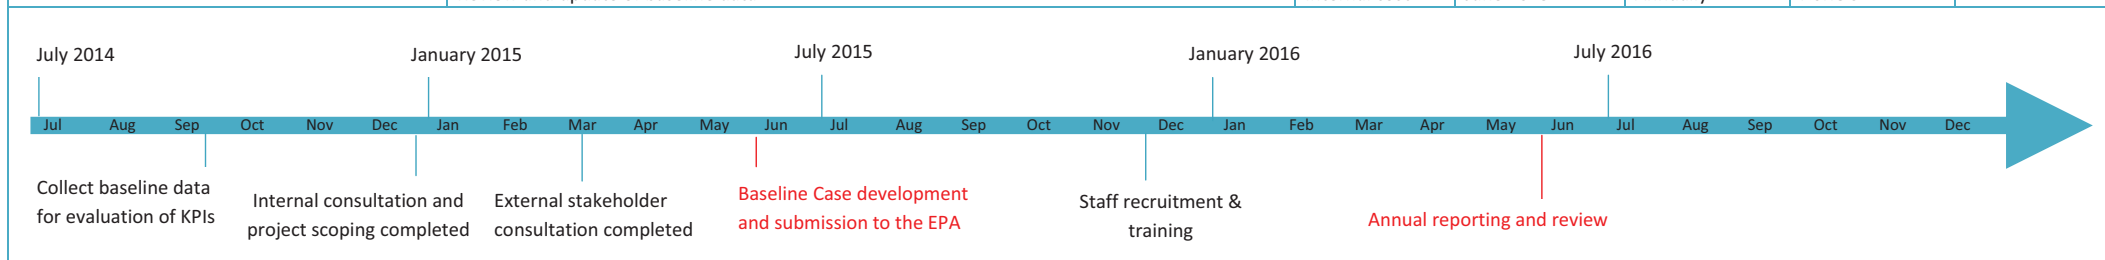 July 2014
January 2015
July 2015
January 2016
July 2016
Jul Aug Sep Oct Nov Dec Jan Feb Mar Apr May Jun Jul Aug Sep Oct Nov Dec Jan Feb Mar Apr May Jun Jul Aug Sep Oct Nov Dec
Collect baseline data
for evaluation of KPIs
Internal consultation and
project scoping completed
External stakeholder
consultation completed
Baseline Case development
and submission to the EPA
Staff recruitment &
training
Annual reporting and review